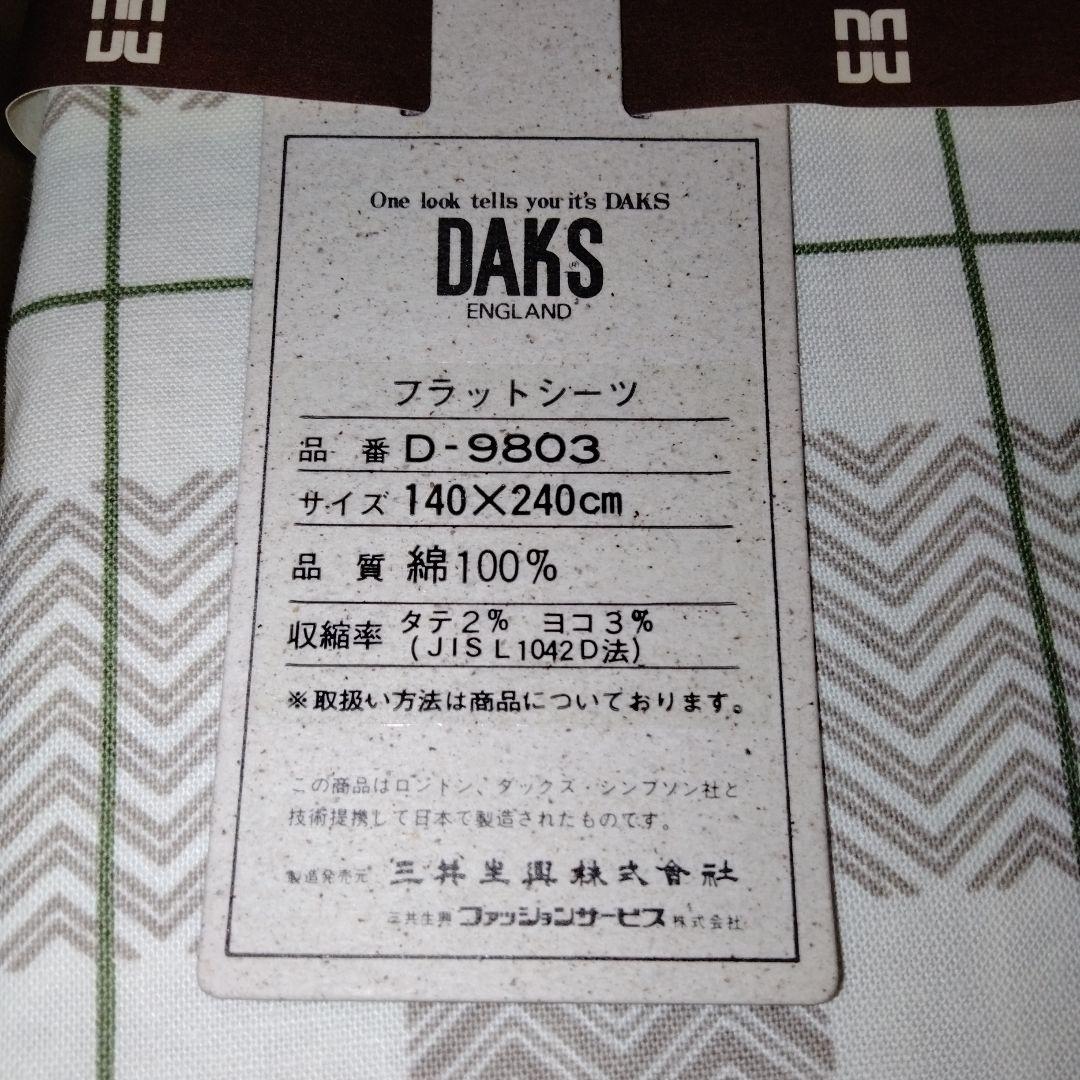 One look tells you it's DAKS
DAKS
ENGLAND
フラットシーツ
品 番 D-9803
サイズ 140×240cm
品 質 綿100%
収縮率 タテ2% ヨコ3%
(JIS L1042D法)
※取扱い方法は商品についております。
この商品はロンドン、ダックス・シンプソン社と
技術提携して日本で製造されたものです。
製造発売元 三共生興株式会社
三共生興ファッションサービス株式会社